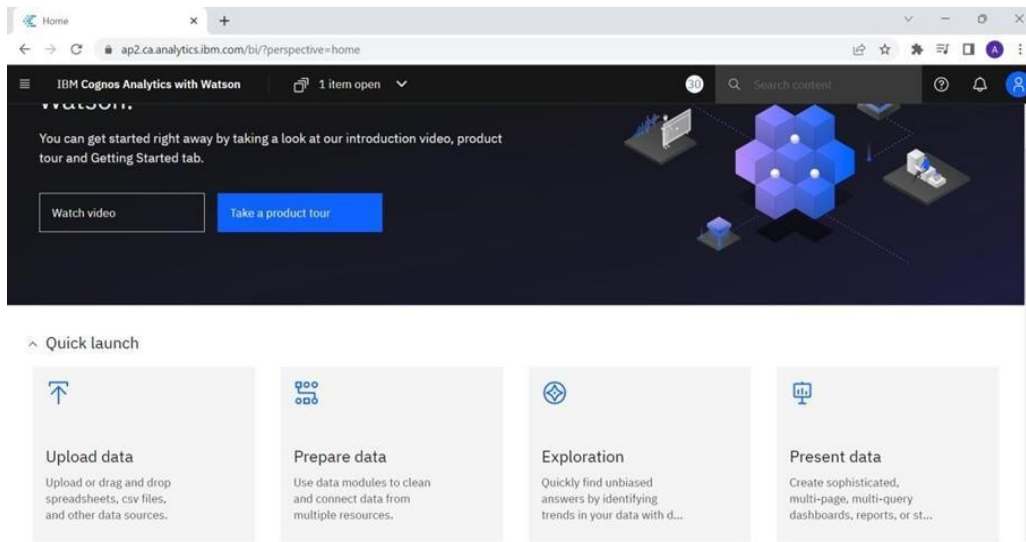 Home
ap2.ca.analytics.ibm.com/bi/?perspective=home
A
IBM Cognos Analytics with Watson
1 item open
30
Search content
Watson!
You can get started right away by taking a look at our introduction video, product
tour and Getting Started tab.
Watch video
Take a product tour
Quick launch
Upload data
Upload or drag and drop
spreadsheets, csv files,
and other data sources.
Prepare data
Use data modules to clean
and connect data from
multiple resources.
Exploration
Quickly find unbiased
answers by identifying
trends in your data with d...
Present data
Create sophisticated,
multi-page, multi-query
dashboards, reports, or st...